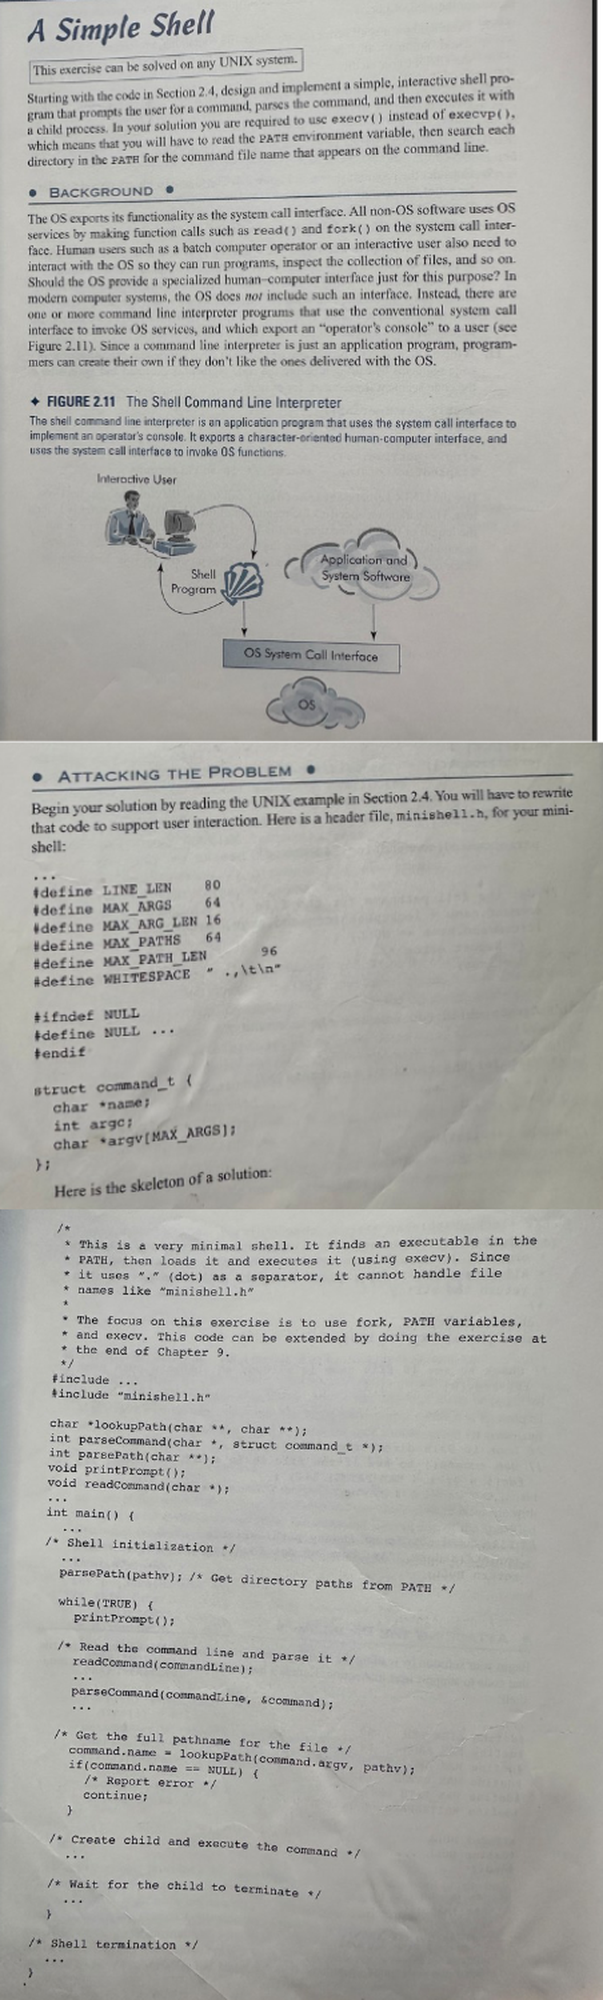 A Simple Shell
This exercise can be solved on any UNIX system.
Starting with the code in Section 2.4, design and implement a simple, interactive shell pro-
gram that prompts the user for a command, parses the command, and then executes it with
a child process. In your solution you are required to use execv() instead of execvp(),
which means that you will have to read the PATH environment variable, then search each
directory in the PATH for the command file name that appears on the command line.
• BACKGROUND •
The OS exports its functionality as the system call interface. All non-OS software uses OS
services by making function calls such as read() and fork() on the system call inter-
face. Human users such as a batch computer operator or an interactive user also need to
interact with the OS so they can run programs, inspect the collection of files, and so on.
Should the OS provide a specialized human–computer interface just for this purpose? In
modern computer systems, the OS does not include such an interface. Instead, there are
one or more command line interpreter programs that use the conventional system call
interface to invoke OS services, and which export an “operator's console” to a user (see
Figure 2.11). Since a command line interpreter is just an application program, program-
mers can create their own if they don't like the ones delivered with the OS.
✦ FIGURE 2.11 The Shell Command Line Interpreter
The shell command line interpreter is an application program that uses the system call interface to
implement an operator's console. It exports a character-oriented human-computer interface, and
uses the system call interface to invoke OS functions.
Interactive User
Shell
Program
Application and
System Software
OS System Call Interface
OS
• ATTACKING THE PROBLEM •
Begin your solution by reading the UNIX example in Section 2.4. You will have to rewrite
that code to support user interaction. Here is a header file, minishell.h, for your mini-
shell:
...
#define LINE_LEN 80
#define MAX_ARGS 64
#define MAX_ARG_LEN 16
#define MAX_PATHS 64
#define MAX_PATH_LEN 96
#define WHITESPACE " .,\t\n"
#ifndef NULL
#define NULL ...
#endif
struct command_t {
char *name;
int argc;
char *argv[MAX_ARGS];
};
Here is the skeleton of a solution:
/*
* This is a very minimal shell. It finds an executable in the
* PATH, then loads it and executes it (using execv). Since
* it uses "." (dot) as a separator, it cannot handle file
* names like "minishell.h"
*
* The focus on this exercise is to use fork, PATH variables,
* and execv. This code can be extended by doing the exercise at
* the end of Chapter 9.
*/
#include ...
#include "minishell.h"
char *lookupPath(char **, char **);
int parseCommand(char *, struct command_t *);
int parsePath(char **);
void printPrompt();
void readCommand(char *);
...
int main() {
...
/* Shell initialization */
...
parsePath(pathv); /* Get directory paths from PATH */
while(TRUE) {
printPrompt();
/* Read the command line and parse it */
readCommand(commandLine);
...
parseCommand(commandLine, &command);
...
/* Get the full pathname for the file */
command.name = lookupPath(command.argv, pathv);
if(command.name == NULL) {
/* Report error */
continue;
}
/* Create child and execute the command */
...
/* Wait for the child to terminate */
...
}
/* Shell termination */
...
}